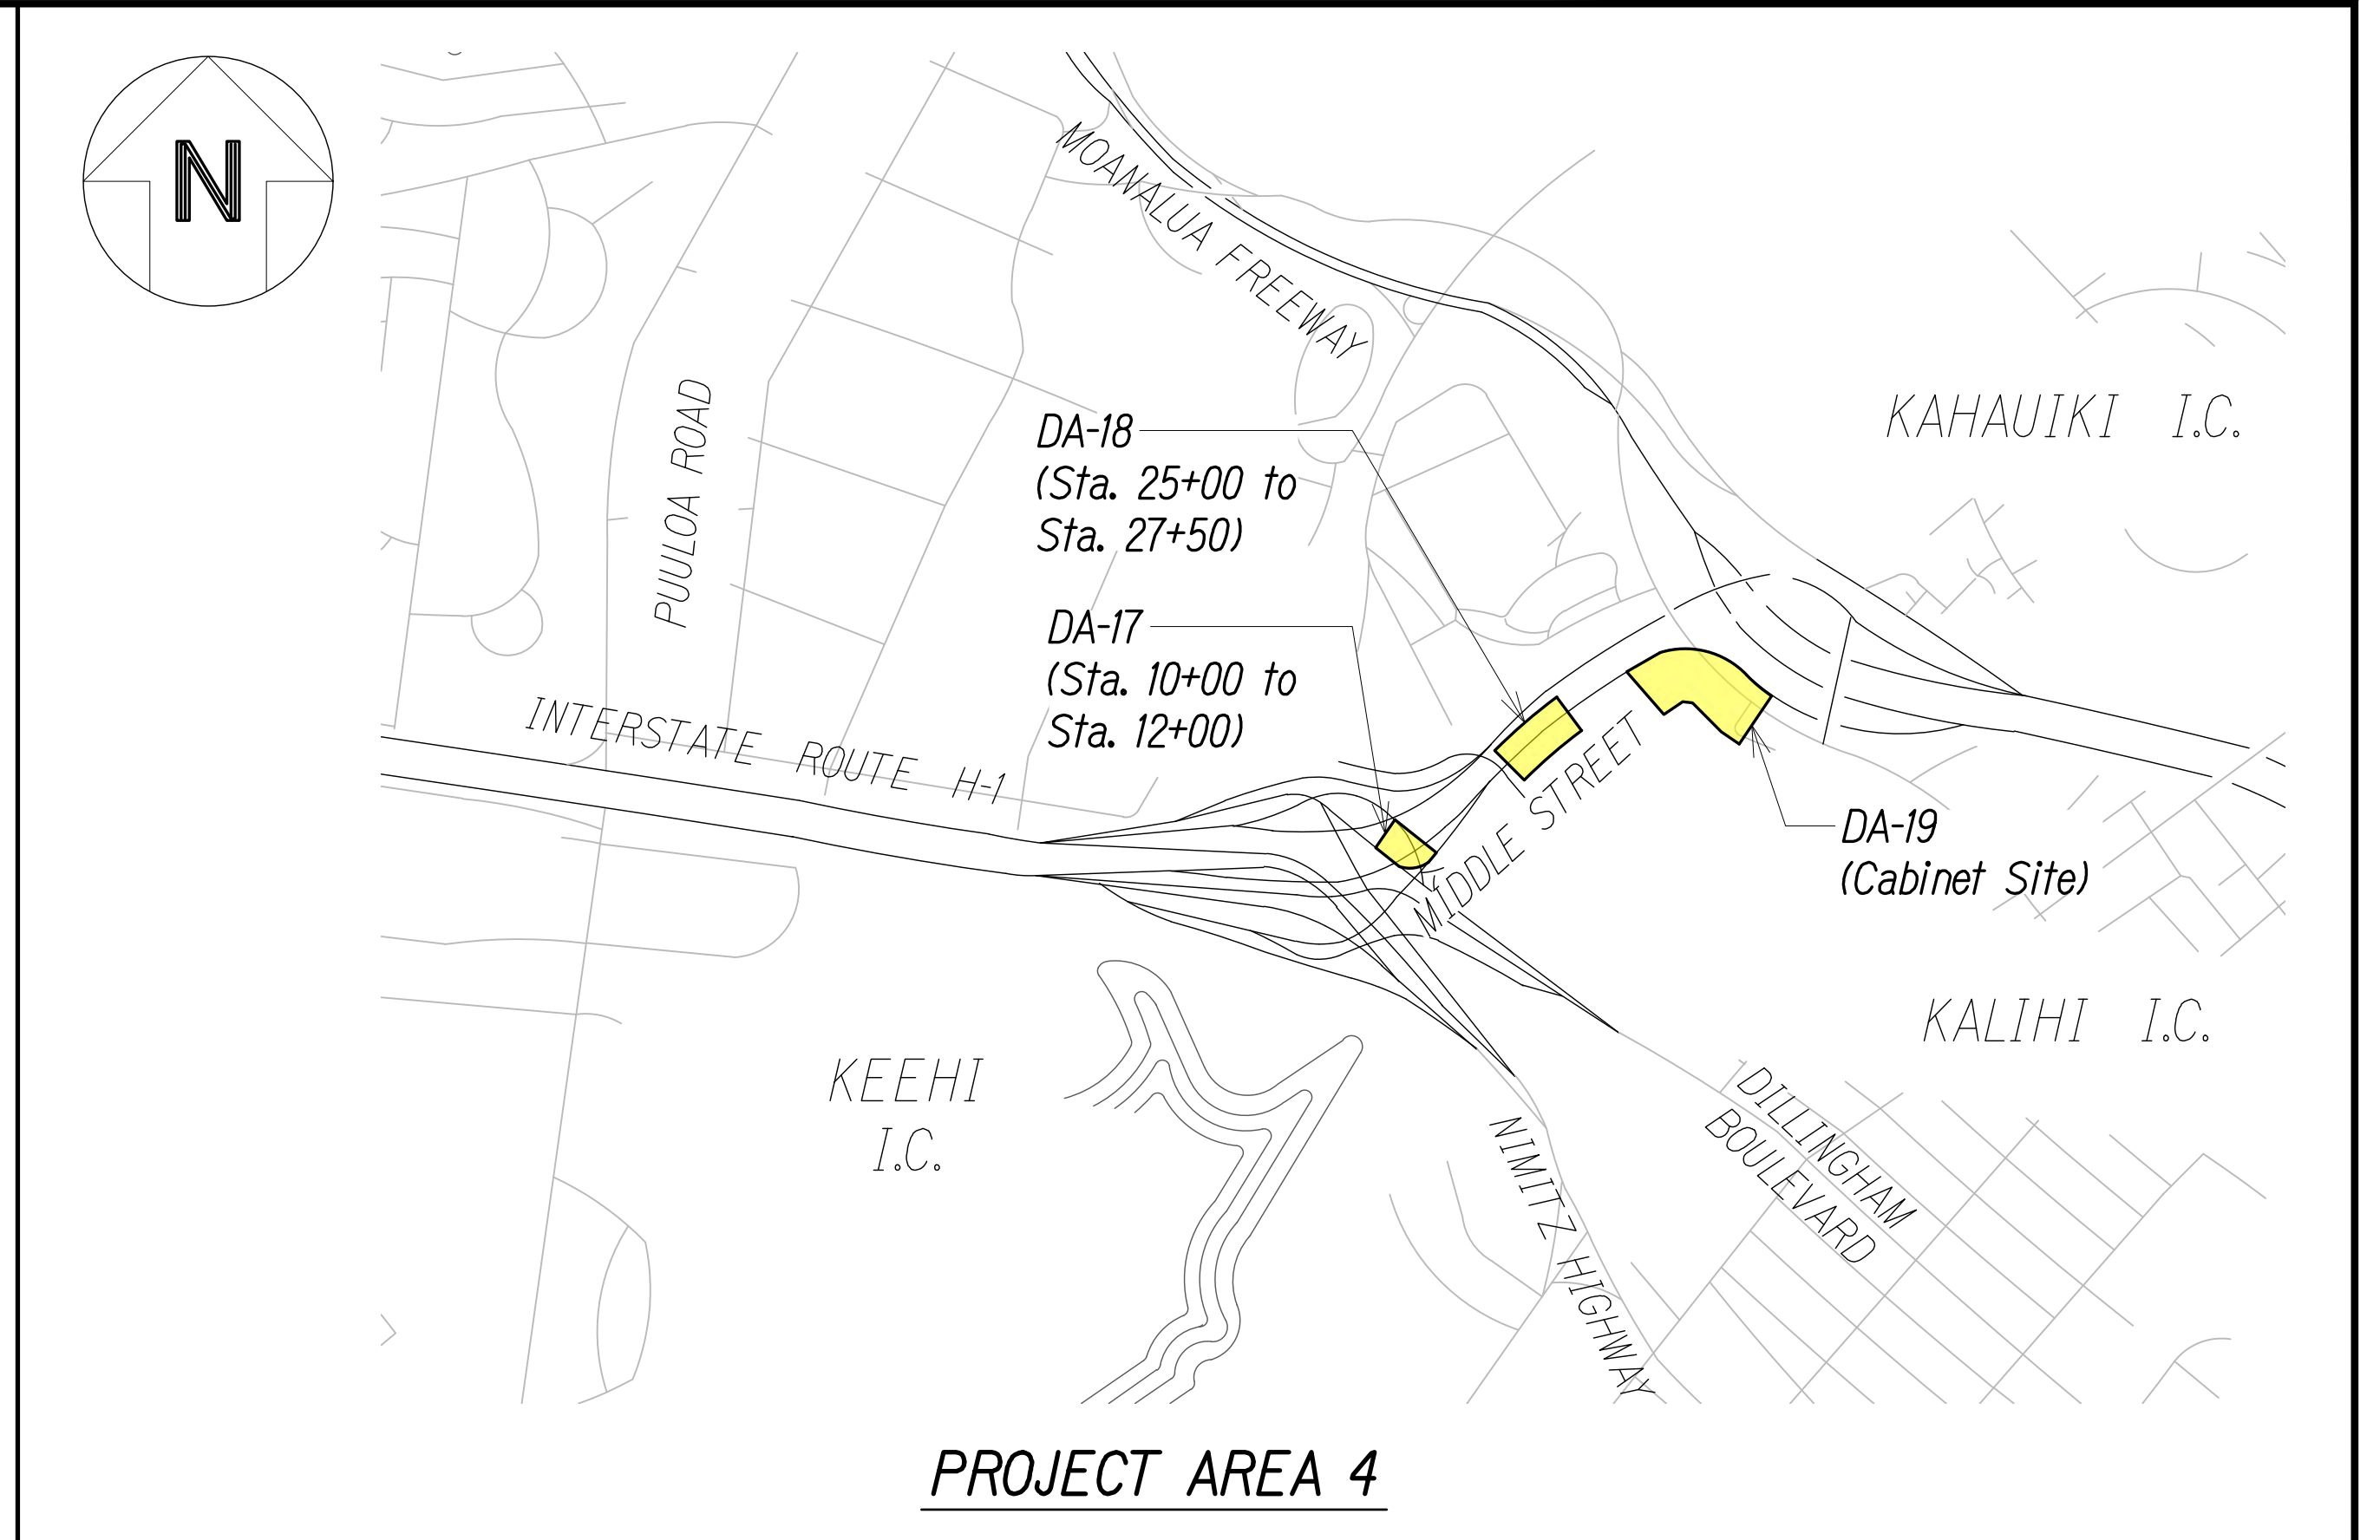 N
MOANALUA FREEWAY
KAHAUIKI I.C.
PUULOA ROAD
DA-18
(Sta. 25+00 to
Sta. 27+50)
DA-17
(Sta. 10+00 to
Sta. 12+00)
INTERSTATE ROUTE H-1
MIDDLE STREET
DA-19
(Cabinet Site)
KALIHI I.C.
KEEHI
I.C.
DILLINGHAM
BOULEVARD
NIMITZ HIGHWAY
PROJECT AREA 4